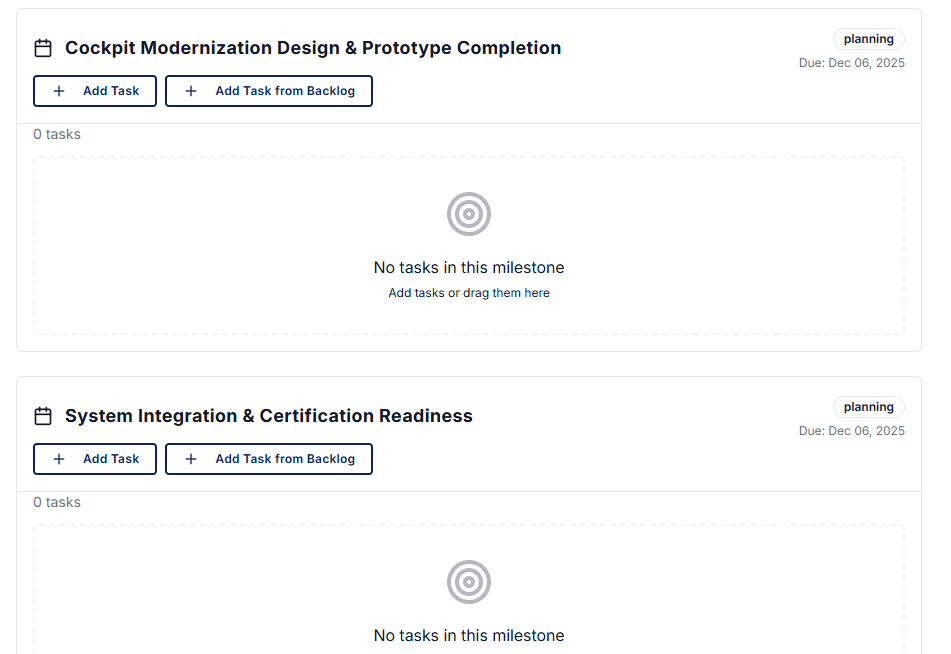 Cockpit Modernization Design & Prototype Completion
planning
Due: Dec 06, 2025
+ Add Task
+ Add Task from Backlog
0 tasks
No tasks in this milestone
Add tasks or drag them here
System Integration & Certification Readiness
planning
Due: Dec 06, 2025
+ Add Task
+ Add Task from Backlog
0 tasks
No tasks in this milestone